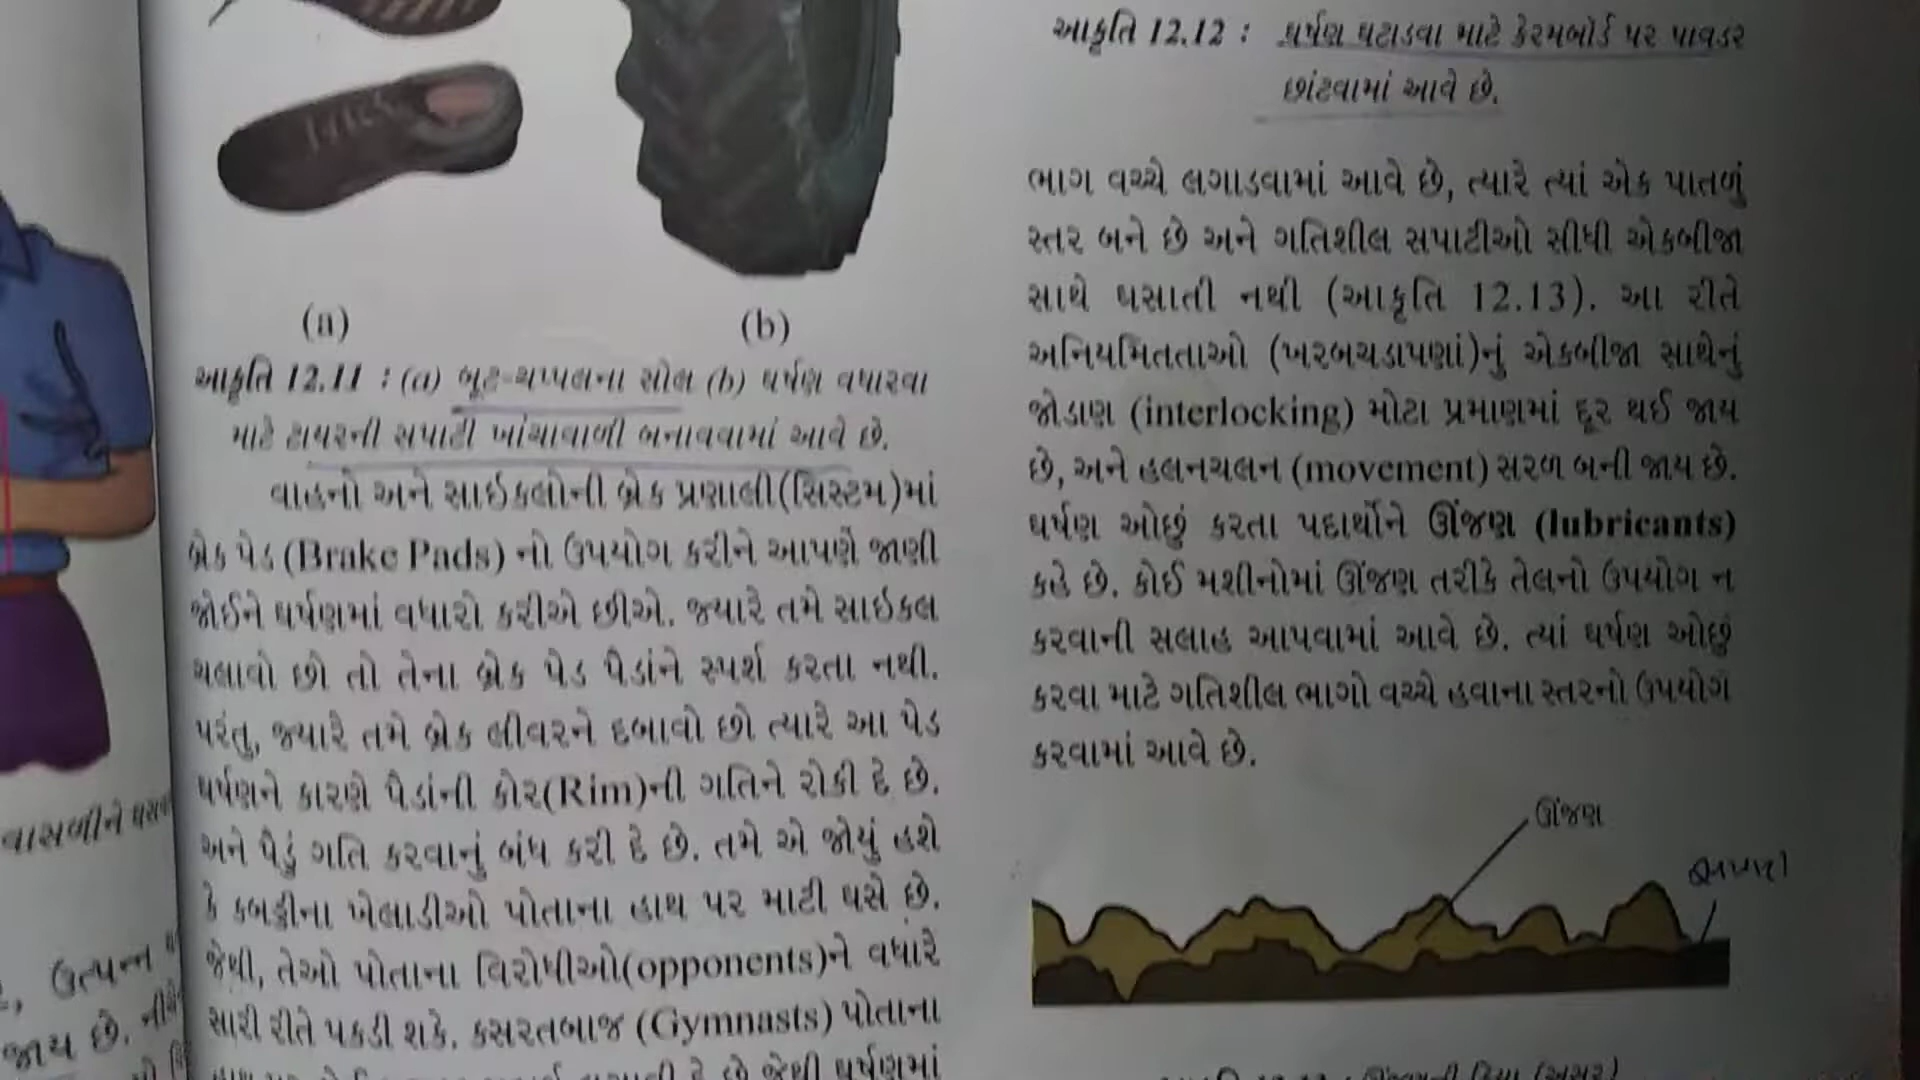 (a)
(b)
આકૃતિ 12.11 : (a) બૂટ-ચપ્પલના સોલ (b) ઘર્ષણ વધારવા
માટે ટાયરની સપાટી ખાંચાવાળી બનાવવામાં આવે છે.
વાહનો અને સાઇકલોની બ્રેક પ્રણાલી(સિસ્ટમ)માં
બ્રેક પેડ (Brake Pads) નો ઉપયોગ કરીને આપણે જાણી
જોઈને ઘર્ષણમાં વધારો કરીએ છીએ. જ્યારે તમે સાઇકલ
ચલાવો છો તો તેના બ્રેક પેડ પૈડાંને સ્પર્શ કરતા નથી.
પરંતુ, જ્યારે તમે બ્રેક લીવરને દબાવો છો ત્યારે આ પેડ
ઘર્ષણને કારણે પૈડાંની કોર(Rim)ની ગતિને રોકી દે છે.
અને પૈડું ગતિ કરવાનું બંધ કરી દે છે. તમે એ જોયું હશે
કે કબડ્ડીના ખેલાડીઓ પોતાના હાથ પર માટી ઘસે છે.
જેથી, તેઓ પોતાના વિરોધીઓ(opponents)ને વધારે
સારી રીતે પકડી શકે. કસરતબાજ (Gymnasts) પોતાના
દે છે જેથી ઘર્ષણમાં
આકૃતિ 12.12 : ઘર્ષણ ઘટાડવા માટે કેરમબોર્ડ પર પાવડર
છાંટવામાં આવે છે.
ભાગ વચ્ચે લગાડવામાં આવે છે, ત્યારે ત્યાં એક પાતળું
સ્તર બને છે અને ગતિશીલ સપાટીઓ સીધી એકબીજા
સાથે ઘસાતી નથી (આકૃતિ 12.13). આ રીતે
અનિયમિતતાઓ (ખરબચડાપણાં)નું એકબીજા સાથેનું
જોડાણ (interlocking) મોટા પ્રમાણમાં દૂર થઈ જાય
છે, અને હલનચલન (movement) સરળ બની જાય છે.
ઘર્ષણ ઓછું કરતા પદાર્થોને ઊંજણ (lubricants)
કહે છે. કોઈ મશીનોમાં ઊંજણ તરીકે તેલનો ઉપયોગ ન
કરવાની સલાહ આપવામાં આવે છે. ત્યાં ઘર્ષણ ઓછું
કરવા માટે ગતિશીલ ભાગો વચ્ચે હવાના સ્તરનો ઉપયોગ
કરવામાં આવે છે.
ઊંજણ
વાસળીને
ઉત્પન્ન
જાય છે.